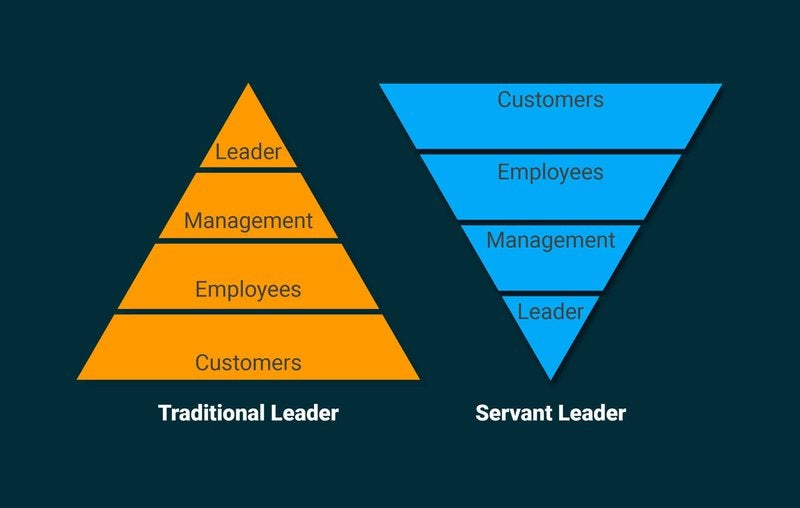 Leader
Management
Employees
Customers
Traditional Leader
Customers
Employees
Management
Leader
Servant Leader